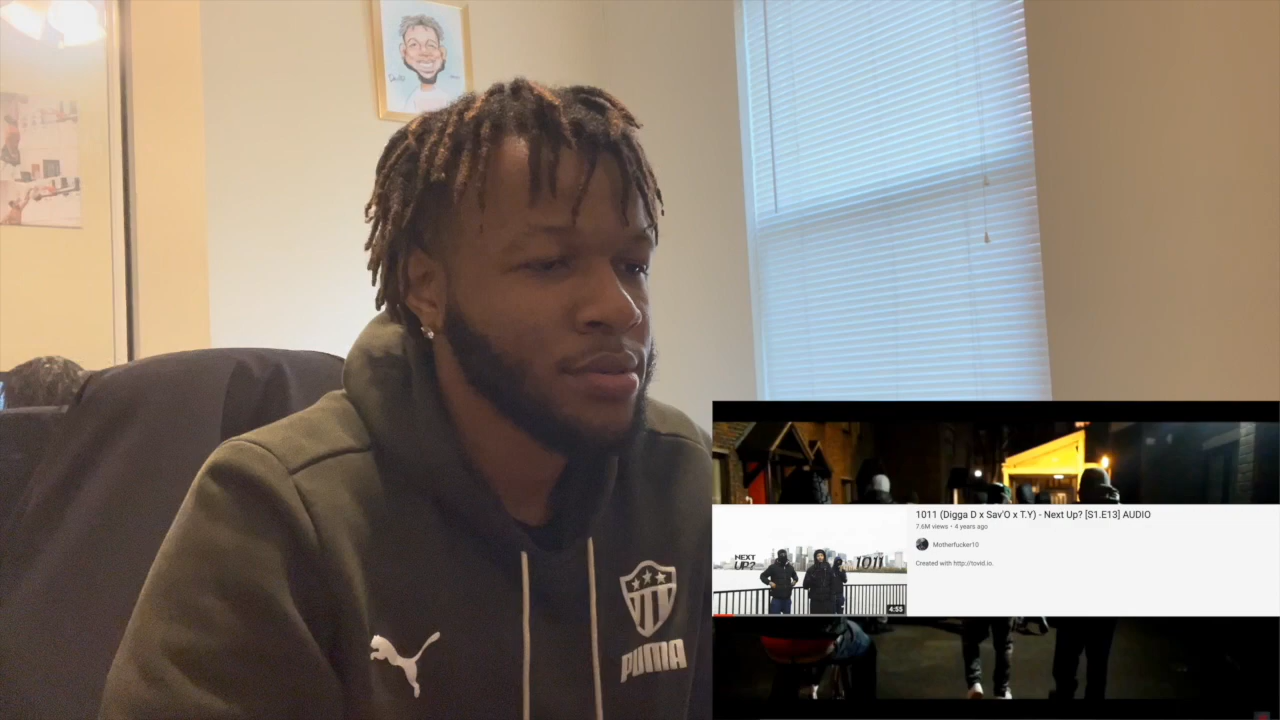 1011 (Digga D x Sav'O x T.Y) - Next Up? [S1.E13] AUDIO
7.6M views • 4 years ago
Motherfucker10
Created with http://tovid.io.
NEXT
UP?
1011
4:55
PUMA